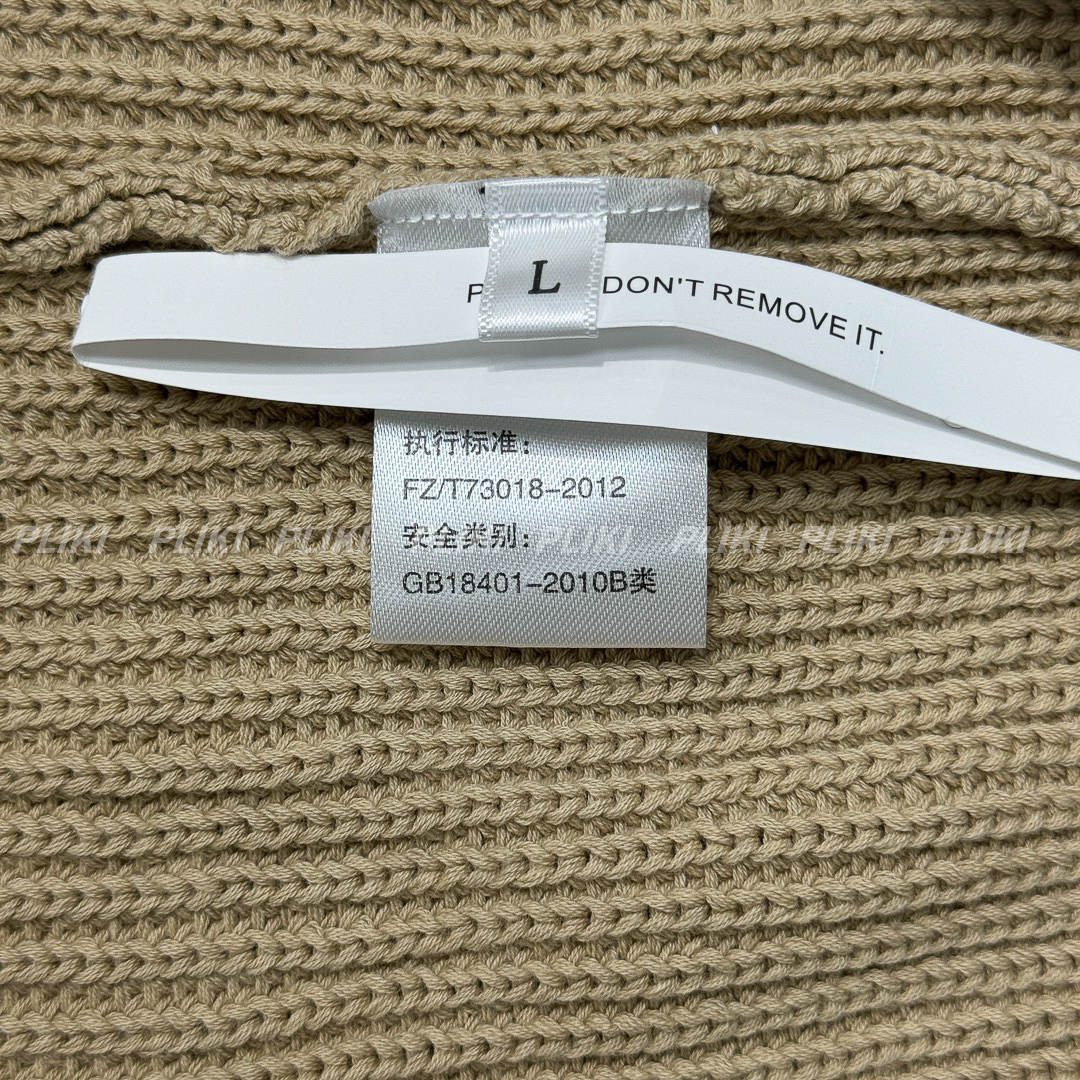 L
DON'T REMOVE IT.
执行标准:
FZ/T73018-2012
安全类别:
GB18401-2010B类
PLIKI PLIKI PLIKI PLIKI PLIKI PLIKI PLIKI